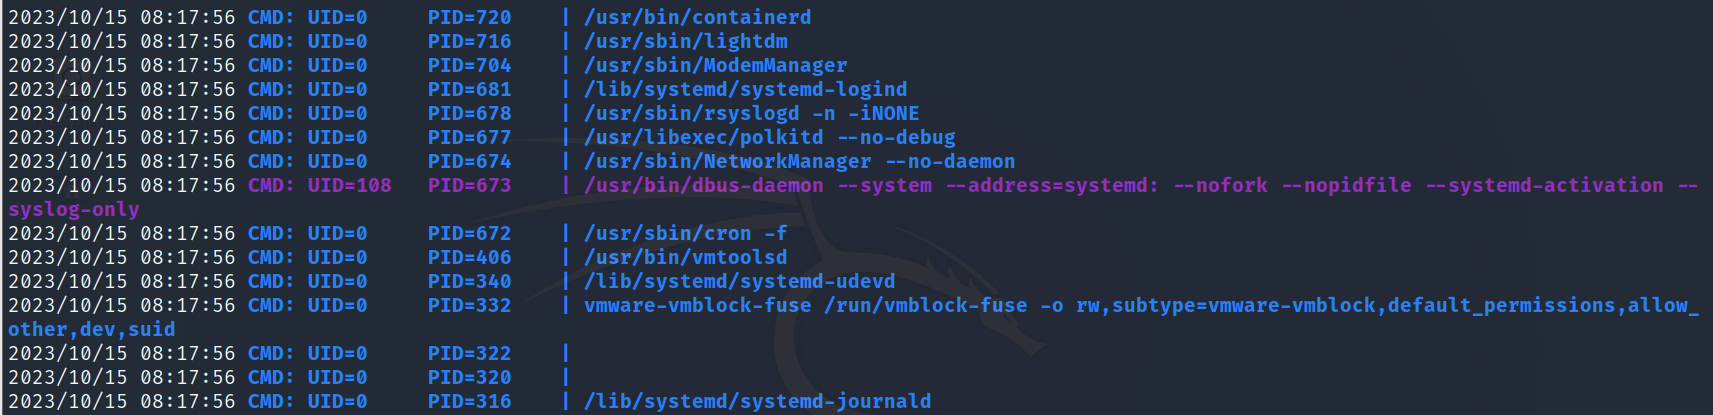 2023/10/15 08:17:56 CMD: UID=0     PID=720    | /usr/bin/containerd
2023/10/15 08:17:56 CMD: UID=0     PID=716    | /usr/sbin/lightdm
2023/10/15 08:17:56 CMD: UID=0     PID=704    | /usr/sbin/ModemManager
2023/10/15 08:17:56 CMD: UID=0     PID=681    | /lib/systemd/systemd-logind
2023/10/15 08:17:56 CMD: UID=0     PID=678    | /usr/sbin/rsyslogd -n -iNONE
2023/10/15 08:17:56 CMD: UID=0     PID=677    | /usr/libexec/polkitd --no-debug
2023/10/15 08:17:56 CMD: UID=0     PID=674    | /usr/sbin/NetworkManager --no-daemon
2023/10/15 08:17:56 CMD: UID=108   PID=673    | /usr/bin/dbus-daemon --system --address=systemd: --nofork --nopidfile --systemd-activation --
syslog-only
2023/10/15 08:17:56 CMD: UID=0     PID=672    | /usr/sbin/cron -f
2023/10/15 08:17:56 CMD: UID=0     PID=406    | /usr/bin/vmtoolsd
2023/10/15 08:17:56 CMD: UID=0     PID=340    | /lib/systemd/systemd-udevd
2023/10/15 08:17:56 CMD: UID=0     PID=332    | vmware-vmblock-fuse /run/vmblock-fuse -o rw,subtype=vmware-vmblock,default_permissions,allow_
other,dev,suid
2023/10/15 08:17:56 CMD: UID=0     PID=322    |
2023/10/15 08:17:56 CMD: UID=0     PID=320    |
2023/10/15 08:17:56 CMD: UID=0     PID=316    | /lib/systemd/systemd-journald